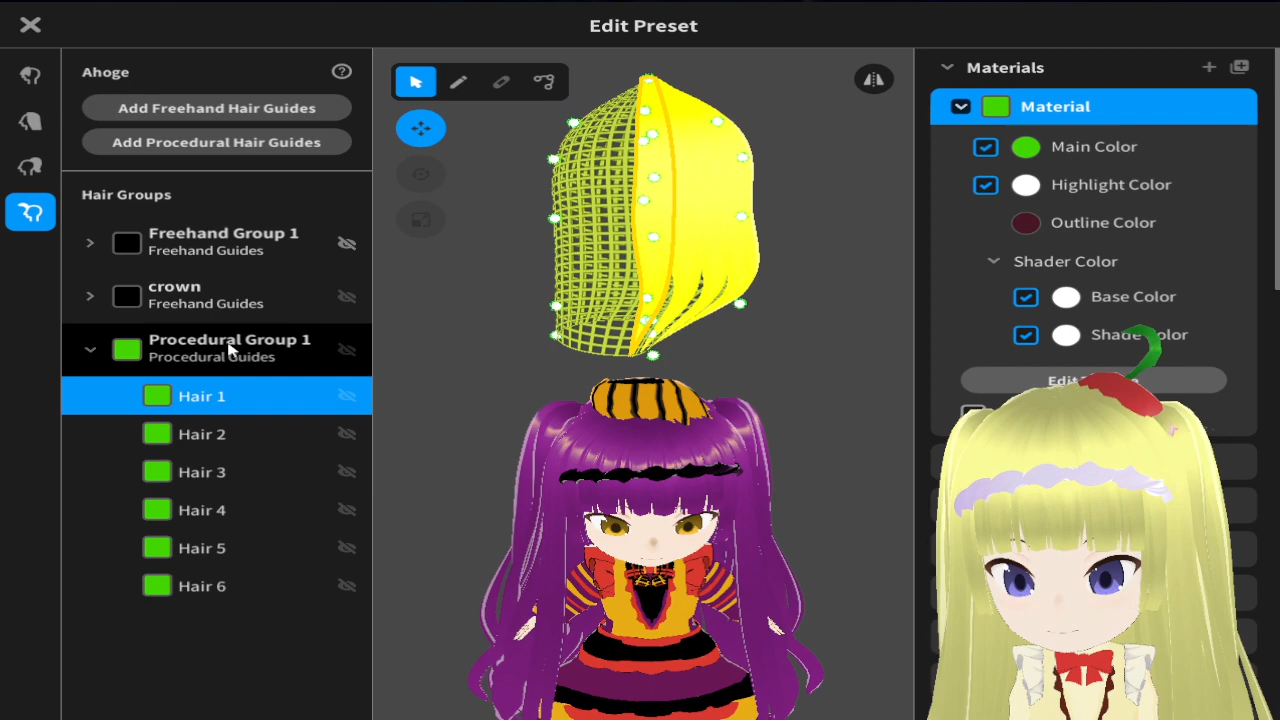 Edit Preset
Ahoge
Add Freehand Hair Guides
Add Procedural Hair Guides
Hair Groups
Freehand Group 1
Freehand Guides
crown
Freehand Guides
Procedural Group 1
Procedural Guides
Hair 1
Hair 2
Hair 3
Hair 4
Hair 5
Hair 6
Materials
Material
Main Color
Highlight Color
Outline Color
Shader Color
Base Color
Shade Color